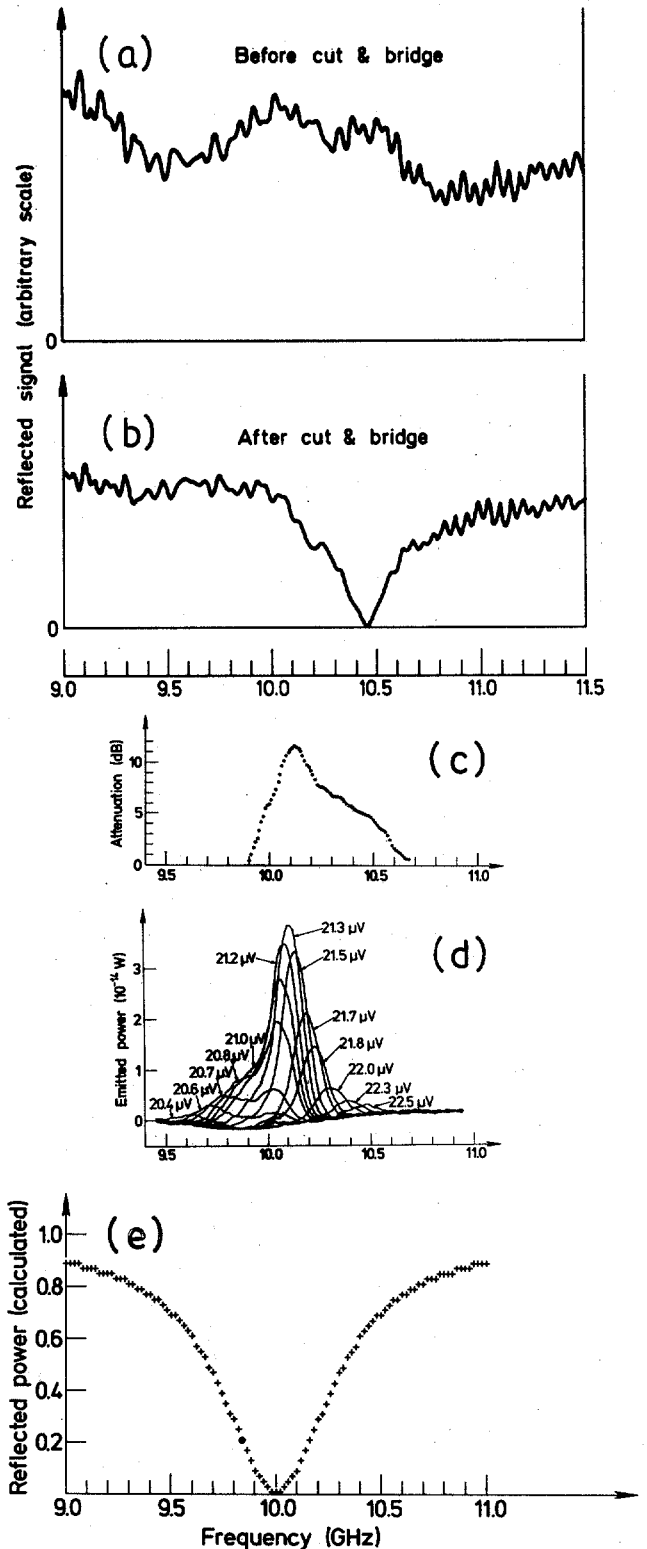 (a)
Before cut & bridge
Reflected signal (arbitrary scale)
0
(b)
After cut & bridge
0
9.0 9.5 10.0 10.5 11.0 11.5
(c)
Attenuation (dB)
10
5
0
9.5 10.0 10.5 11.0
(d)
Emitted power (10⁻¹⁴ W)
3
2
1
0
21.3 µV
21.2 µV
21.5 µV
21.7 µV
21.0 µV
21.8 µV
20.8 µV
20.7 µV
22.0 µV
20.6 µV
22.3 µV
20.4 µV
22.5 µV
9.5 10.0 10.5 11.0
(e)
Reflected power (calculated)
1.0
0.8
0.6
0.4
0.2
9.0 9.5 10.0 10.5 11.0
Frequency (GHz)